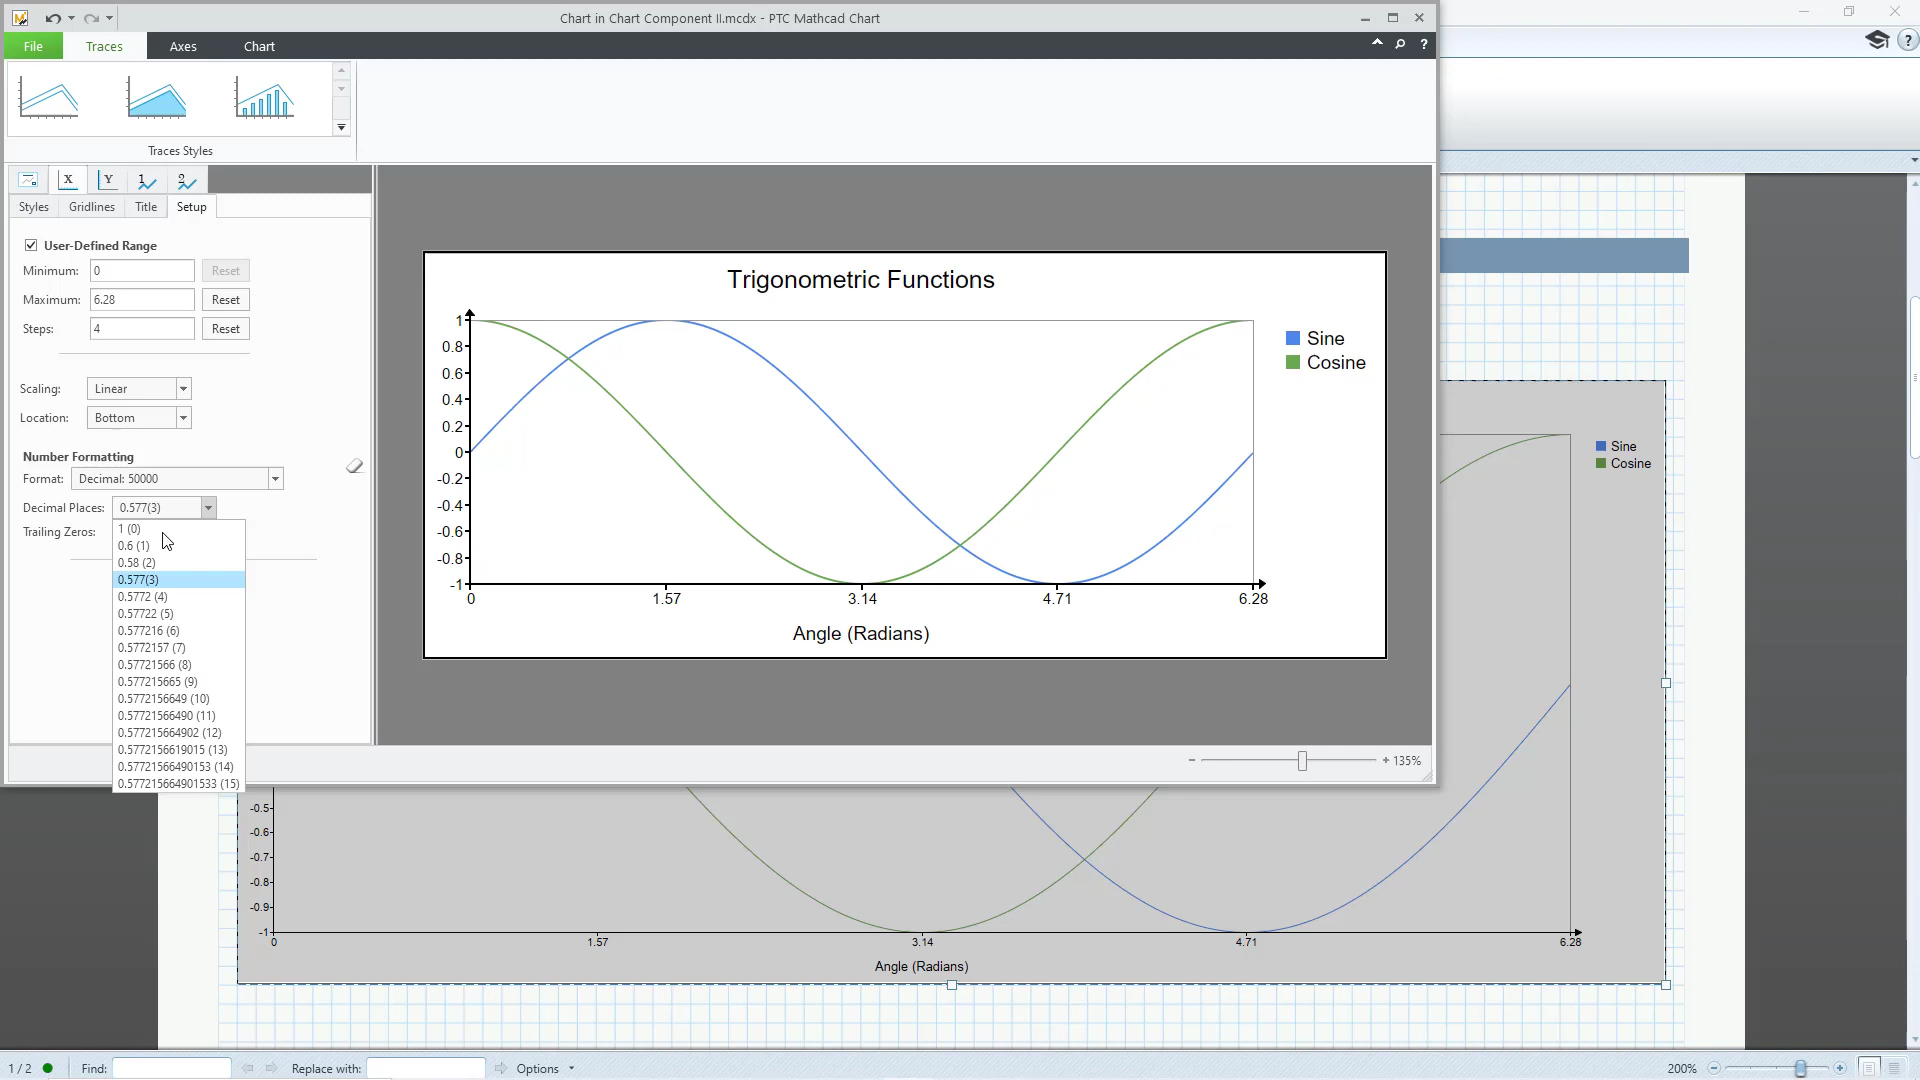 Chart in Chart Component II.mcdx - PTC Mathcad Chart
File
Traces
Axes
Chart
?
?
Traces Styles
X
Y
1
2
Styles
Gridlines
Title
Setup
User-Defined Range
Minimum:
0
Reset
Maximum:
6.28
Reset
Steps:
4
Reset
Scaling:
Linear
Location:
Bottom
Number Formatting
Format:
Decimal: 50000
Decimal Places:
0.577(3)
Trailing Zeros:
1 (0)
0.6 (1)
0.58 (2)
0.577(3)
0.5772 (4)
0.57722 (5)
0.577216 (6)
0.5772157 (7)
0.57721566 (8)
0.577215665 (9)
0.5772156649 (10)
0.57721566490 (11)
0.577215664902 (12)
0.5772156619015 (13)
0.57721566490153 (14)
0.577215664901533 (15)
Trigonometric Functions
1
0.8
0.6
0.4
0.2
0
-0.2
-0.4
-0.6
-0.8
-1
0
1.57
3.14
4.71
6.28
Angle (Radians)
Sine
Cosine
- + 135%
Sine
Cosine
-0.5
-0.6
-0.7
-0.8
-0.9
-1
0
1.57
3.14
4.71
6.28
Angle (Radians)
1 / 2
Find:
Replace with:
Options
200%